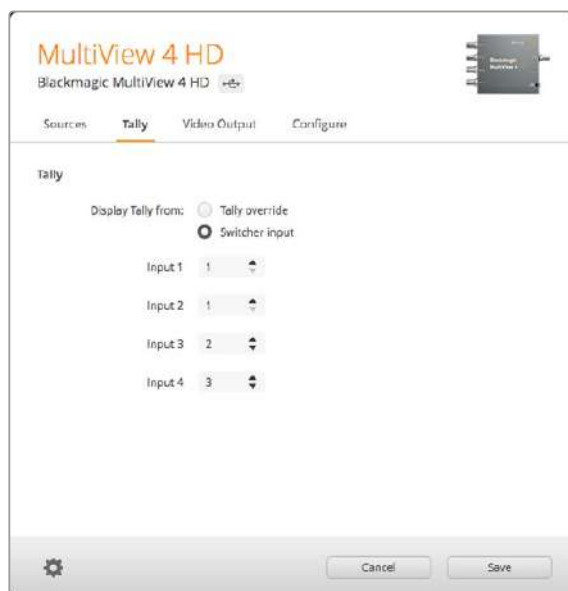 MultiView 4 HD
Blackmagic MultiView 4 HD
Sources Tally Video Output Configure
Tally
Display Tally from: Tally override
Switcher input
Input 1 1
Input 2 1
Input 3 2
Input 4 3
Cancel Save